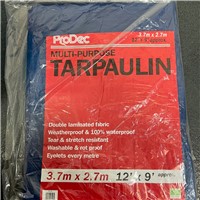 ProDec
3.7m x 2.7m
MULTI-PURPOSE
TARPAULIN
Double laminated fabric
Weatherproof & 100% waterproof
Tear & stretch resistant
Washable & rot proof
Eyelets every metre
3.7m x 2.7m 12' x 9' approx